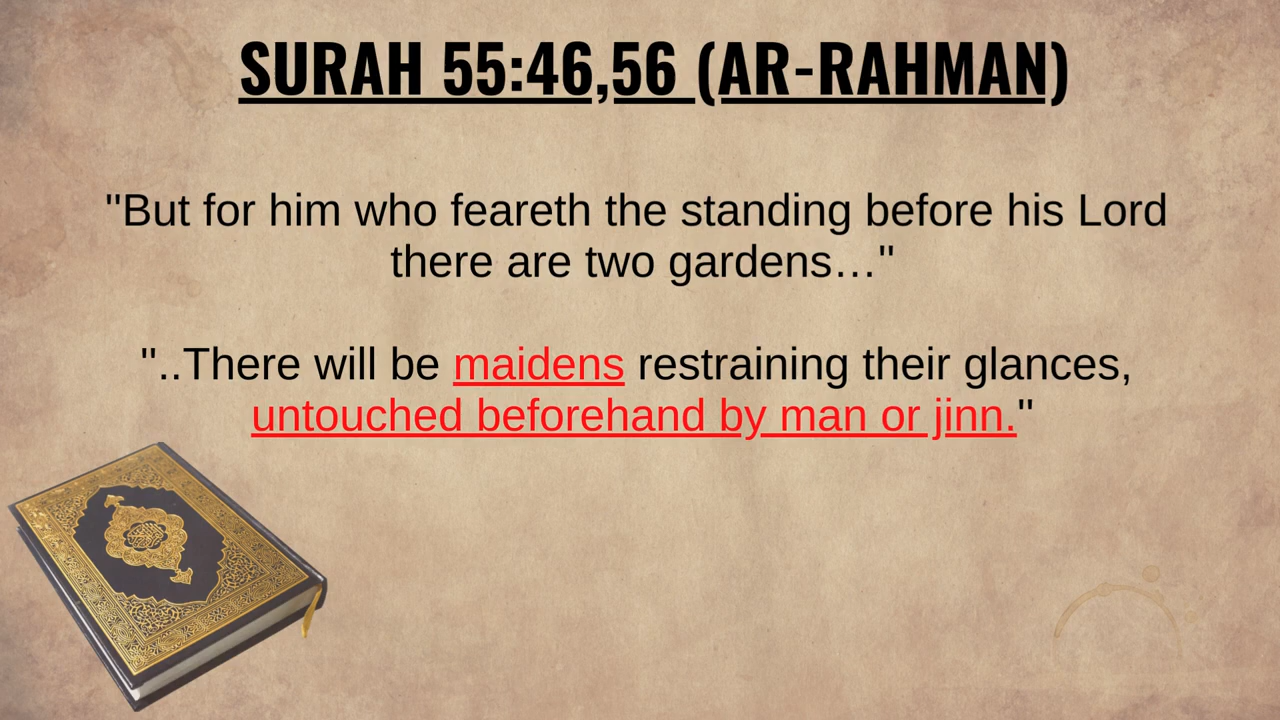 SURAH 55:46,56 (AR-RAHMAN)
"But for him who feareth the standing before his Lord
there are two gardens…"
"..There will be maidens restraining their glances,
untouched beforehand by man or jinn."